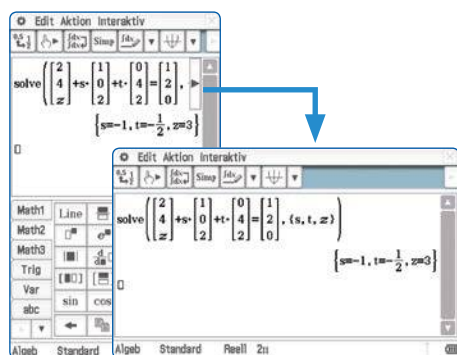 Edit Aktion Interaktiv
Simp
solve([2 4 z]+s·[1 0 2]+t·[0 4 2]=[1 2 0],
{s=-1, t=-1/2, z=3}
Math1 Line
Math2
Math3
Trig
Var sin cos
abc
Algeb Standard
Edit Aktion Interaktiv
Simp
solve([2 4 z]+s·[1 0 2]+t·[0 4 2]=[1 2 0], {s,t,z})
{s=-1, t=-1/2, z=3}
Algeb Standard Reell 2π